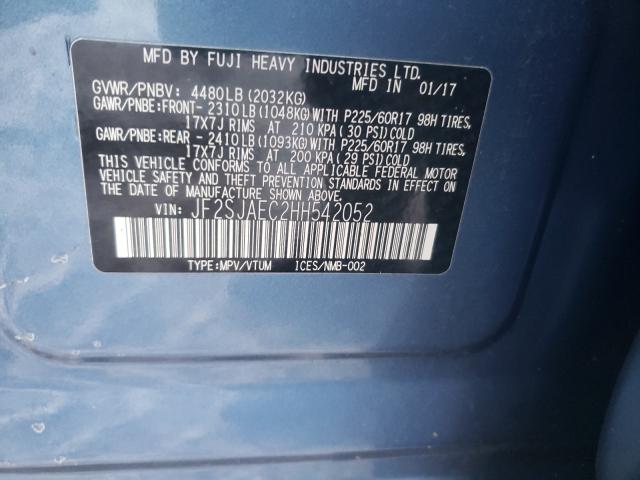 MFD BY FUJI HEAVY INDUSTRIES LTD.
MFD IN 01/17
GVWR/PNBV: 4480LB (2032KG)
GAWR/PNBE:FRONT- 2310LB (1048KG)WITH P225/60R17 98H TIRES,
17X7J RIMS AT 210 KPA ( 30 PSI)COLD
GAWR/PNBE:REAR - 2410LB (1093KG)WITH P225/60R17 98H TIRES,
17X7J RIMS AT 200 KPA ( 29 PSI)COLD
THIS VEHICLE CONFORMS TO ALL APPLICABLE FEDERAL MOTOR
VEHICLE SAFETY AND THEFT PREVENTION STANDARDS
IN EFFECT ON THE DATE OF MANUFACTURE SHOWN ABOVE.
VIN: JF2SJAEC2HH542052
TYPE:MPV/VTUM ICES/NMB-002